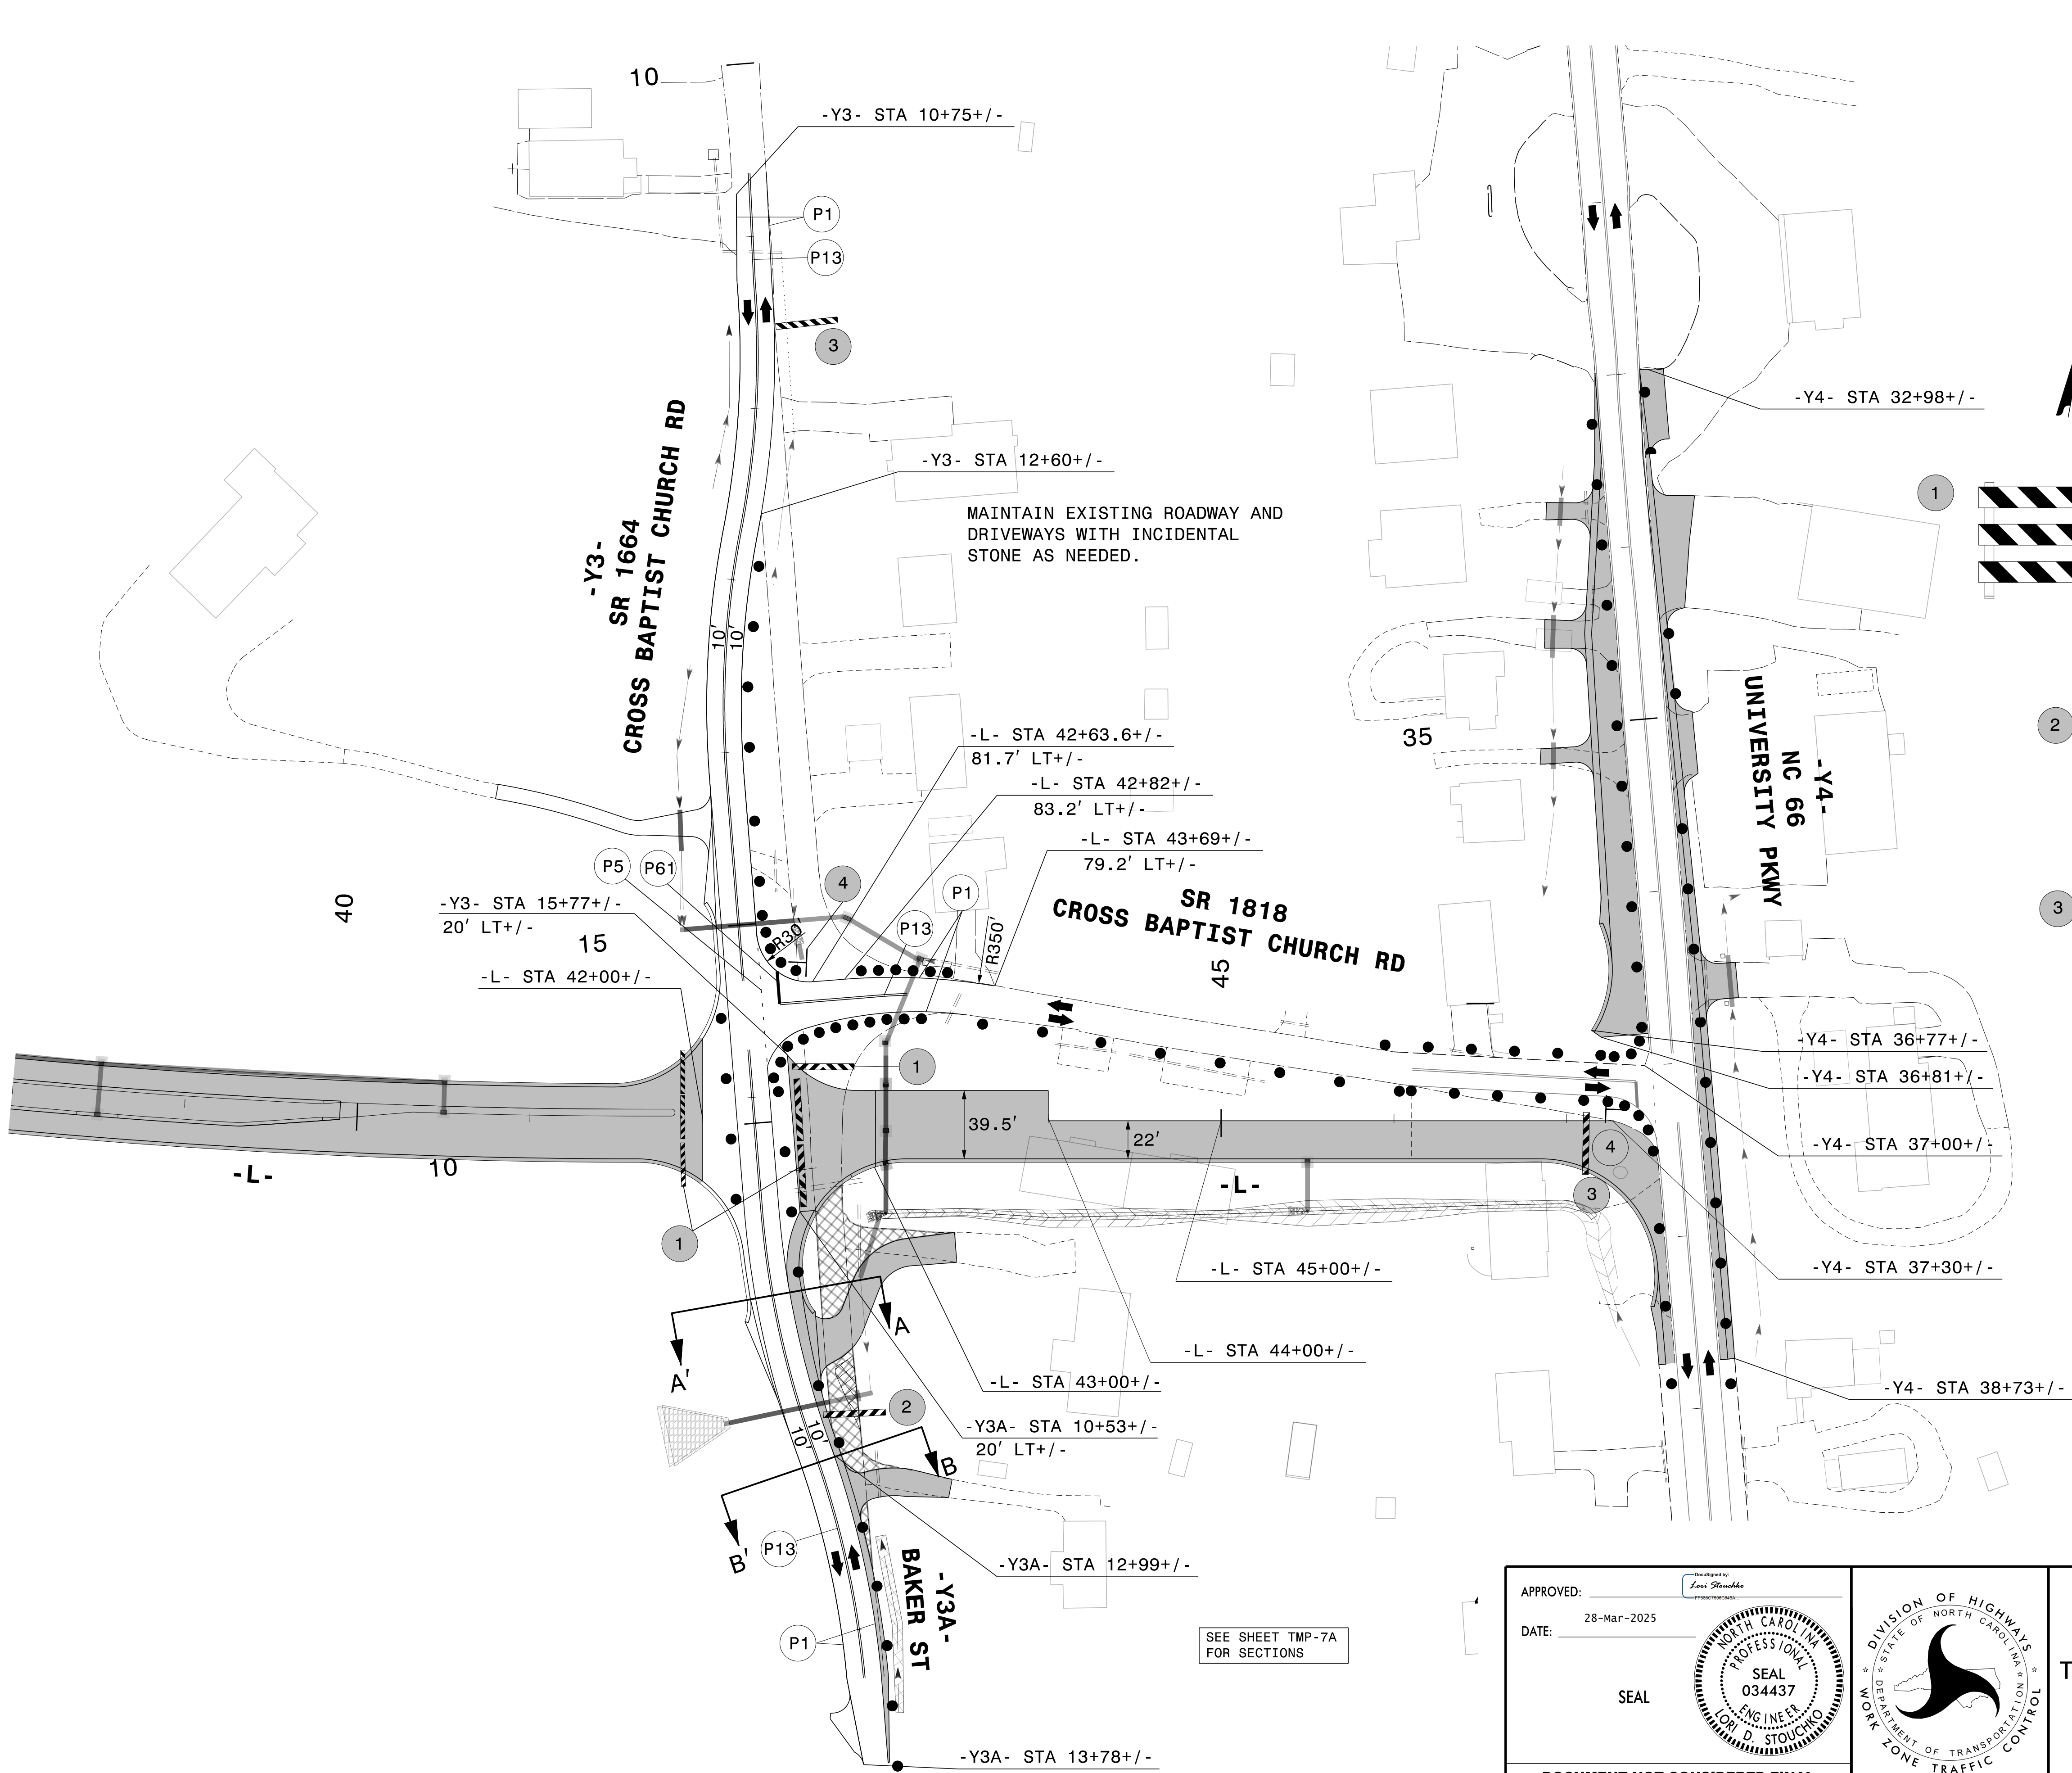 10
-Y3- STA 10+75+/-
P1
P13
3
-Y4- STA 32+98+/-
-Y3-
SR 1664
CROSS BAPTIST CHURCH RD
-Y3- STA 12+60+/-
1
MAINTAIN EXISTING ROADWAY AND
DRIVEWAYS WITH INCIDENTAL
STONE AS NEEDED.
10'
10'
-L- STA 42+63.6+/-
81.7' LT+/-
35
2
-Y4-
NC 66
UNIVERSITY PKWY
-L- STA 42+82+/-
83.2' LT+/-
-L- STA 43+69+/-
79.2' LT+/-
P5
P61
4
P1
3
40
-Y3- STA 15+77+/-
20' LT+/-
15
R30'
P13
R350'
SR 1818
CROSS BAPTIST CHURCH RD
45
-L- STA 42+00+/-
-Y4- STA 36+77+/-
1
-Y4- STA 36+81+/-
39.5'
22'
4
-Y4- STA 37+00+/-
-L-
10
-L-
3
1
-L- STA 45+00+/-
-Y4- STA 37+30+/-
A
A'
-L- STA 44+00+/-
-L- STA 43+00+/-
-Y4- STA 38+73+/-
2
10'
10'
-Y3A- STA 10+53+/-
20' LT+/-
B
B'
P13
-Y3A- STA 12+99+/-
-Y3A-
BAKER ST
P1
SEE SHEET TMP-7A
FOR SECTIONS
-Y3A- STA 13+78+/-
APPROVED:
DocuSigned by:
Lori Stouchko
DATE:
28-Mar-2025
SEAL
NORTH CAROLINA
PROFESSIONAL
SEAL
034437
ENGINEER
LORI D. STOUCHKO
DIVISION OF HIGHWAYS
STATE OF NORTH CAROLINA
DEPARTMENT OF TRANSPORTATION
WORK ZONE TRAFFIC CONTROL
T
DOCUMENT NOT CONSIDERED FINAL